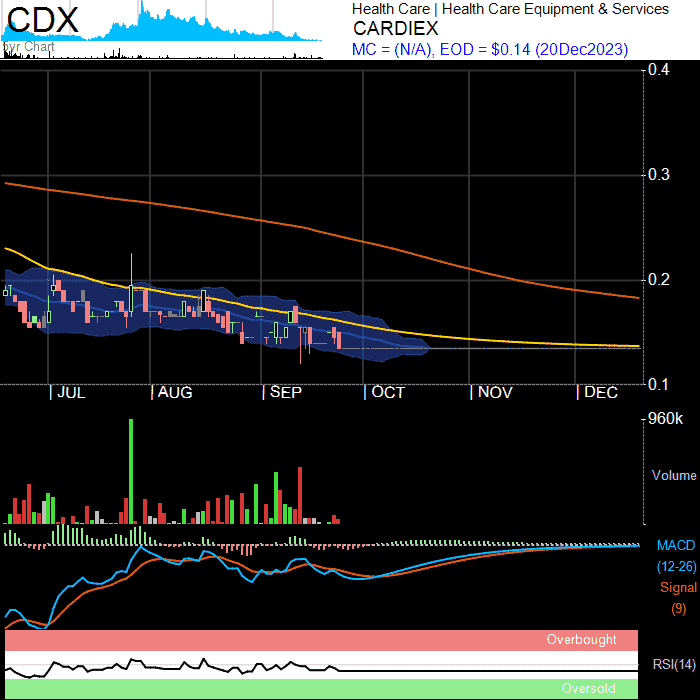 CDX
5yr Chart
Health Care | Health Care Equipment & Services
CARDIEX
MC = (N/A), EOD = $0.14 (20Dec2023)
0.4
0.3
0.2
0.1
| JUL | AUG | SEP | OCT | NOV | DEC
960k
Volume
MACD
(12-26)
Signal
(9)
Overbought
RSI(14)
Oversold